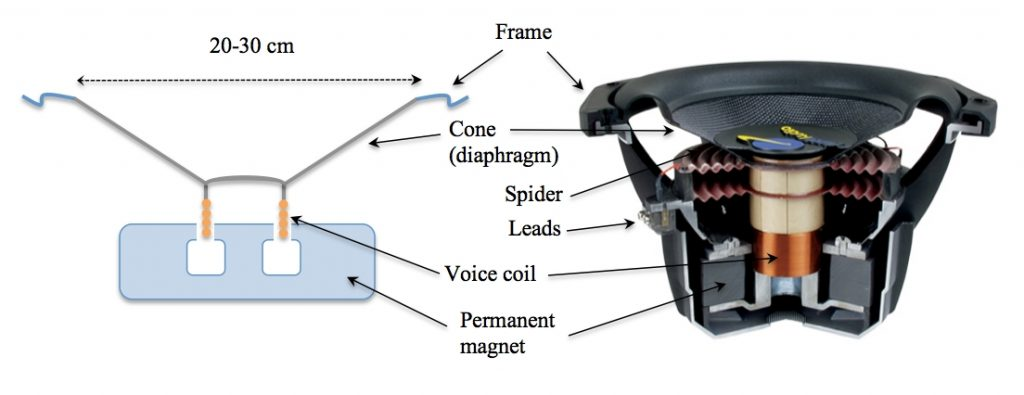 20-30 cm
Frame
Cone
(diaphragm)
Spider
Leads
Voice coil
Permanent
magnet